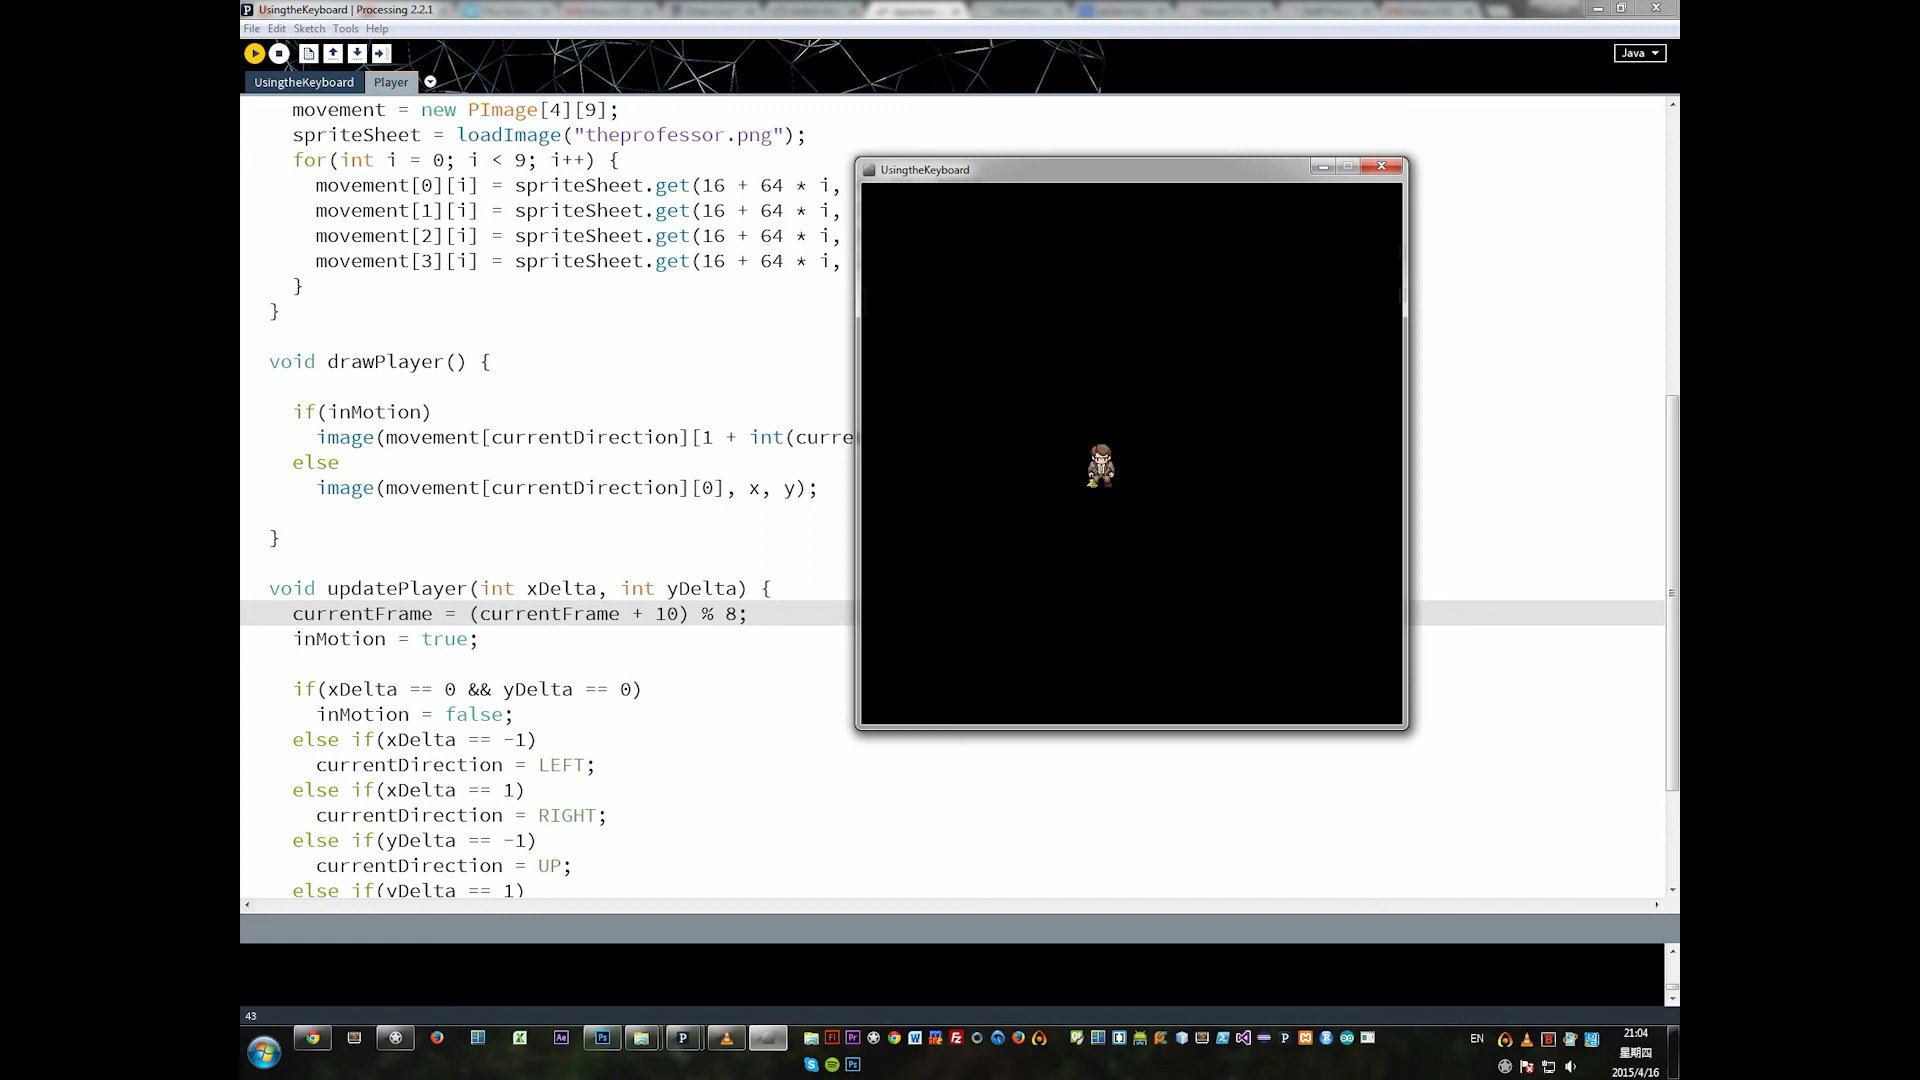 UsingtheKeyboard | Processing 2.2.1
File Edit Sketch Tools Help
Java
UsingtheKeyboard Player
movement = new PImage[4][9];
spriteSheet = loadImage("theprofessor.png");
for(int i = 0; i < 9; i++) {
movement[0][i] = spriteSheet.get(16 + 64 * i,
movement[1][i] = spriteSheet.get(16 + 64 * i,
movement[2][i] = spriteSheet.get(16 + 64 * i,
movement[3][i] = spriteSheet.get(16 + 64 * i,
}
}
void drawPlayer() {
if(inMotion)
image(movement[currentDirection][1 + int(curre
else
image(movement[currentDirection][0], x, y);
}
void updatePlayer(int xDelta, int yDelta) {
currentFrame = (currentFrame + 10) % 8;
inMotion = true;
if(xDelta == 0 && yDelta == 0)
inMotion = false;
else if(xDelta == -1)
currentDirection = LEFT;
else if(xDelta == 1)
currentDirection = RIGHT;
else if(yDelta == -1)
currentDirection = UP;
else if(yDelta == 1)
UsingtheKeyboard
43
EN
21:04
星期四
2015/4/16